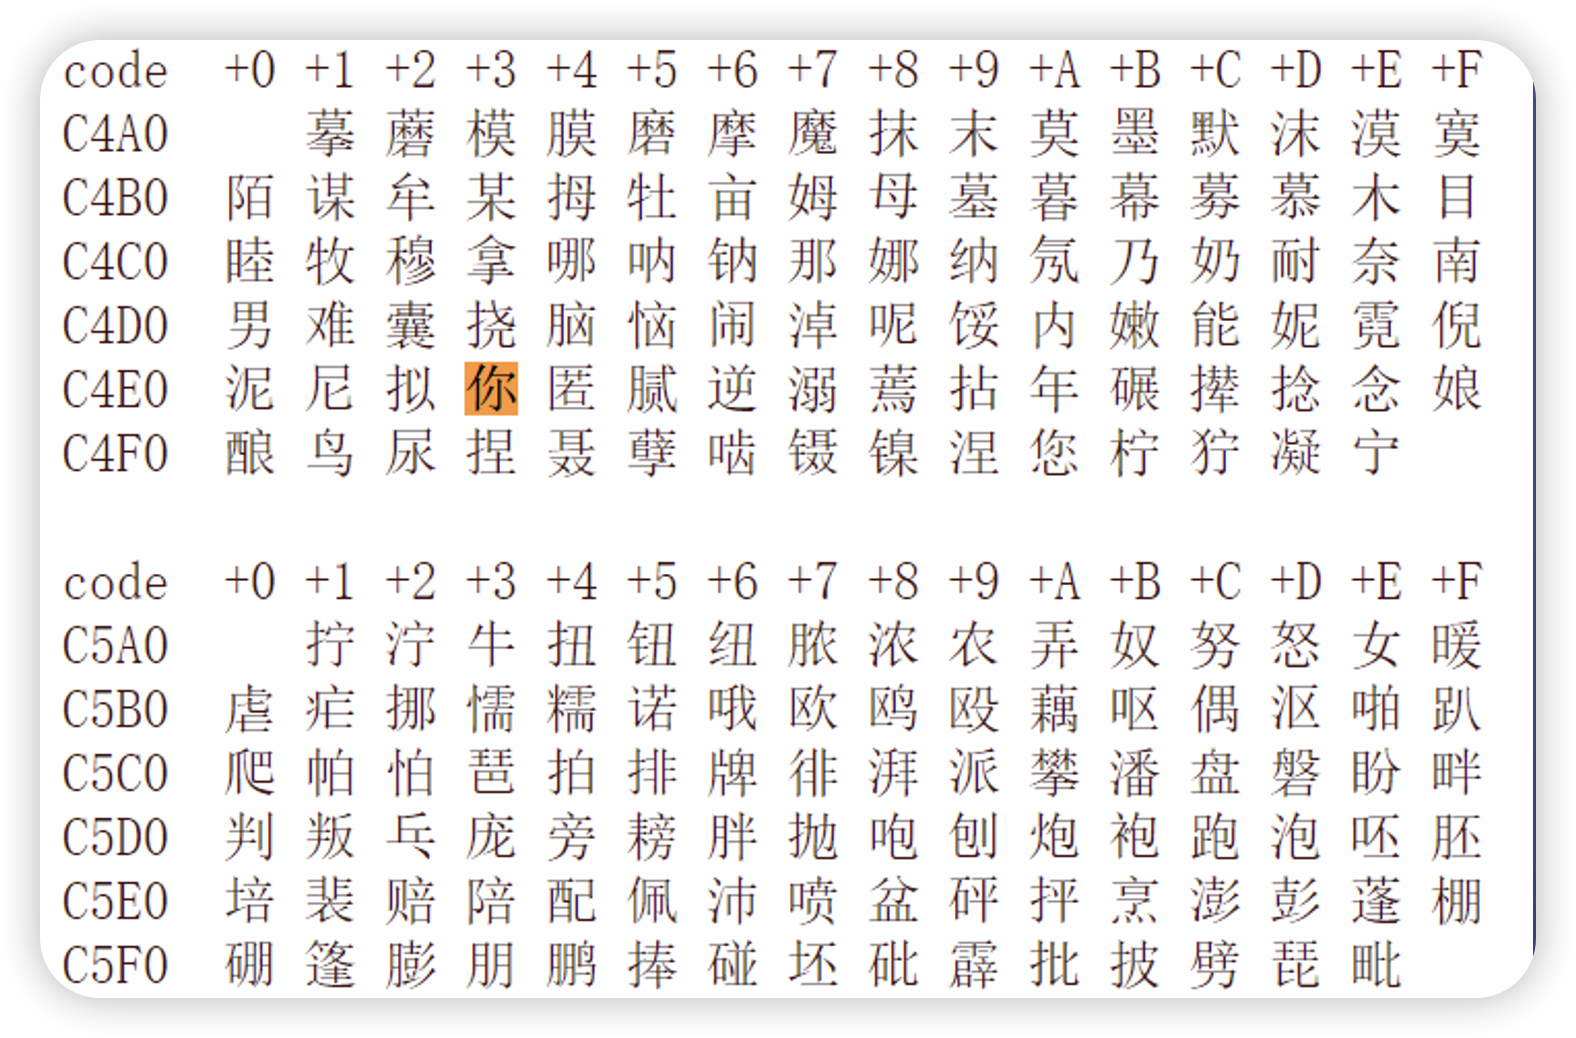 code +0 +1 +2 +3 +4 +5 +6 +7 +8 +9 +A +B +C +D +E +F
C4A0 摹 蘑 模 膜 磨 摩 魔 抹 末 莫 墨 默 沫 漠 寞
C4B0 陌 谋 牟 某 拇 牡 亩 姆 母 墓 暮 幕 募 慕 木 目
C4C0 睦 牧 穆 拿 哪 呐 钠 那 娜 纳 氖 乃 奶 耐 奈 南
C4D0 男 难 囊 挠 脑 恼 闹 淖 呢 馁 内 嫩 能 妮 霓 倪
C4E0 泥 尼 拟 你 匿 腻 逆 溺 蔫 拈 年 碾 撵 捻 念 娘
C4F0 酿 鸟 尿 捏 聂 孽 啮 镊 镍 涅 您 柠 狞 凝 宁
code +0 +1 +2 +3 +4 +5 +6 +7 +8 +9 +A +B +C +D +E +F
C5A0 拧 泞 牛 扭 钮 纽 脓 浓 农 弄 奴 努 怒 女 暖
C5B0 虐 疟 挪 懦 糯 诺 哦 欧 鸥 殴 藕 呕 偶 沤 啪 趴
C5C0 爬 帕 怕 琶 拍 排 牌 徘 湃 派 攀 潘 盘 磐 盼 畔
C5D0 判 叛 乓 庞 旁 耪 胖 抛 咆 刨 炮 袍 跑 泡 呸 胚
C5E0 培 裴 赔 陪 配 佩 沛 喷 盆 砰 抨 烹 澎 彭 蓬 棚
C5F0 硼 篷 膨 朋 鹏 捧 碰 坯 砒 霹 批 披 劈 琵 毗